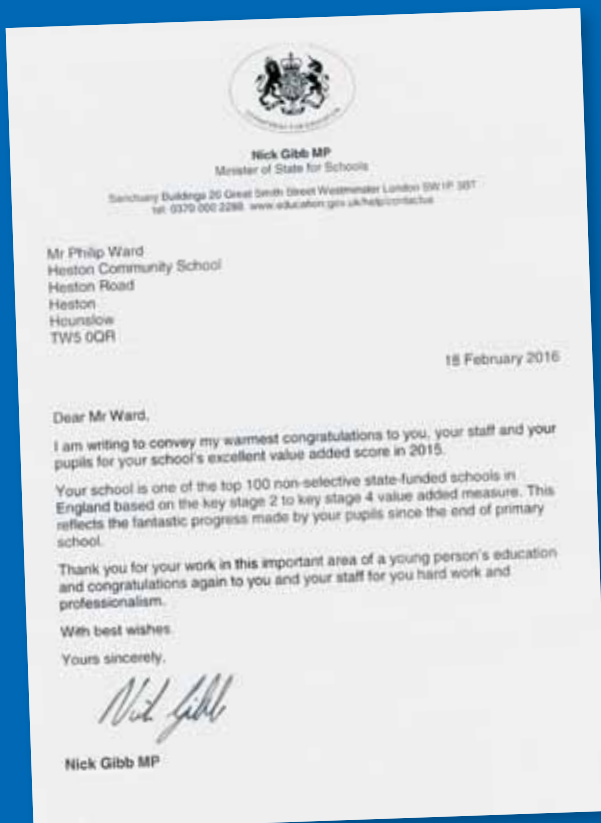 Nick Gibb MP
Minister of State for Schools
Sanctuary Buildings 20 Great Smith Street Westminster London SW1P 3BT
tel: 0370 000 2288 www.education.gov.uk/help/contactus
Mr Philip Ward
Heston Community School
Heston Road
Heston
Hounslow
TW5 0QR
18 February 2016
Dear Mr Ward,
I am writing to convey my warmest congratulations to you, your staff and your
pupils for your school's excellent value added score in 2015.
Your school is one of the top 100 non-selective state-funded schools in
England based on the key stage 2 to key stage 4 value added measure. This
reflects the fantastic progress made by your pupils since the end of primary
school.
Thank you for your work in this important area of a young person's education
and congratulations again to you and your staff for you hard work and
professionalism.
With best wishes.
Yours sincerely,
Nick Gibb
Nick Gibb MP